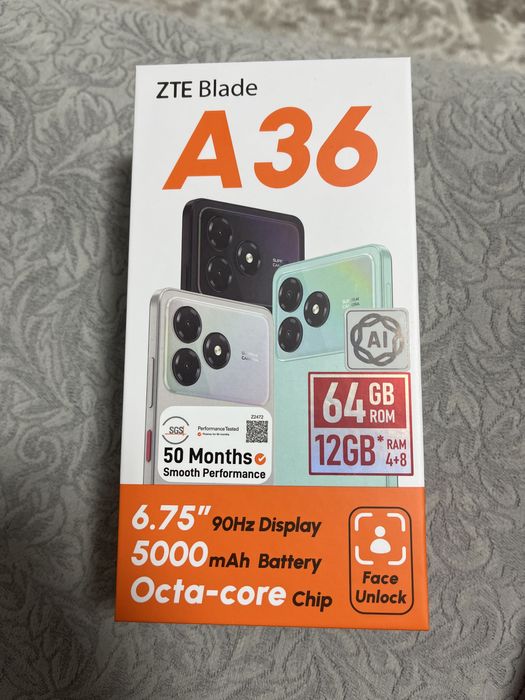 ZTE Blade
A36
AI
64 GB ROM
12GB* RAM 4+8
SGS
Performance Tested
Z2472
50 Months
Smooth Performance
6.75" 90Hz Display
5000mAh Battery
Octa-core Chip
Face
Unlock